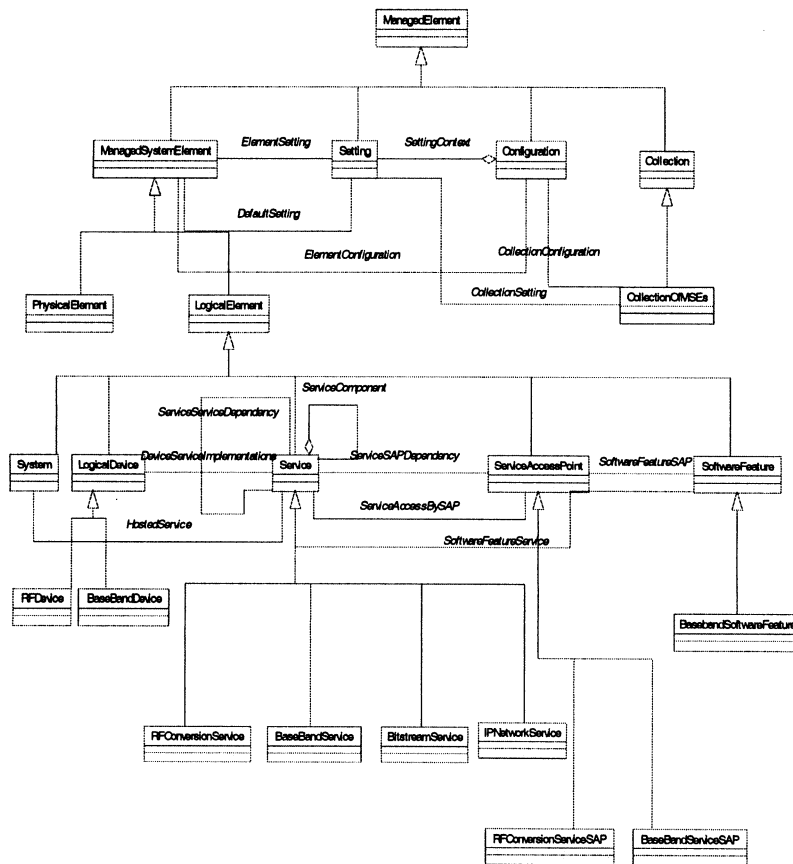 ManagedElement
ElementSetting
SettingContext
ManagedSystemElement
Setting
Configuration
Collection
DefaultSetting
ElementConfiguration
CollectionConfiguration
CollectionSetting
PhysicalElement
LogicalElement
CollectionOfMSEs
ServiceComponent
ServiceServiceDependency
DeviceServiceImplementations
ServiceSAPDependency
SoftwareFeatureSAP
System
LogicalDevice
Service
ServiceAccessPoint
SoftwareFeature
ServiceAccessBySAP
HostedService
SoftwareFeatureService
RFDevice
BaseBandDevice
BasebandSoftwareFeature
RFConversionService
BaseBandService
BitstreamService
IPNetworkService
RFConversionServiceSAP
BaseBandServiceSAP